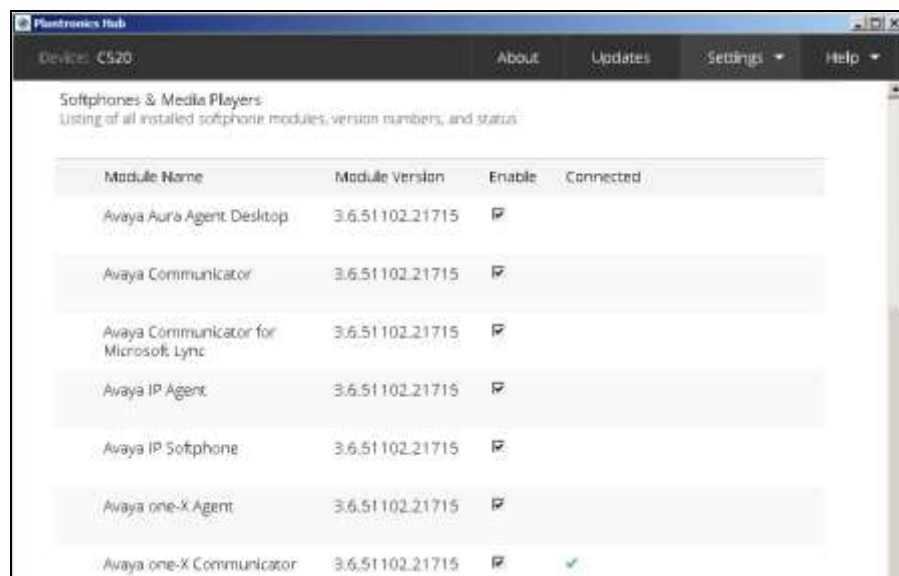 Plantronics Hub
Device: C520 About Updates Settings Help
Softphones & Media Players
Listing of all installed softphone modules, version numbers, and status
Module Name Module Version Enable Connected
Avaya Aura Agent Desktop 3.6.51102.21715
Avaya Communicator 3.6.51102.21715
Avaya Communicator for
Microsoft Lync 3.6.51102.21715
Avaya IP Agent 3.6.51102.21715
Avaya IP Softphone 3.6.51102.21715
Avaya one-X Agent 3.6.51102.21715
Avaya one-X Communicator 3.6.51102.21715